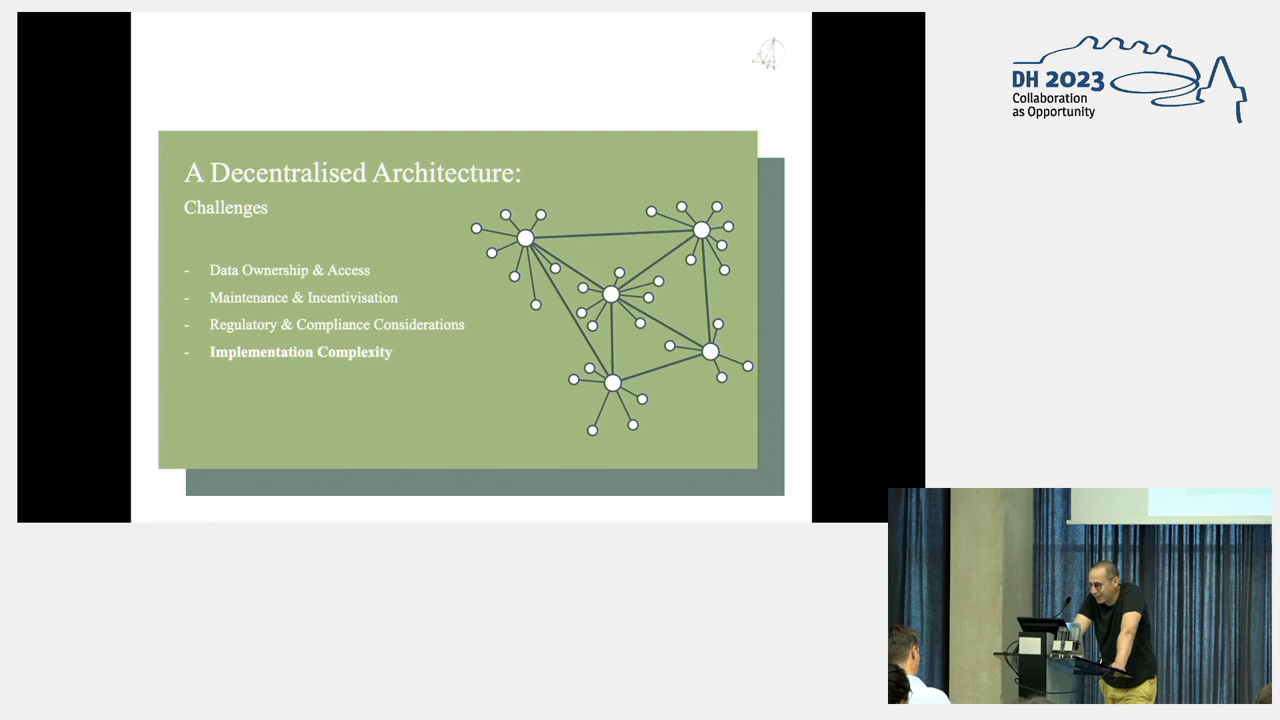 A Decentralised Architecture:
Challenges
- Data Ownership & Access
- Maintenance & Incentivisation
- Regulatory & Compliance Considerations
- Implementation Complexity
DH 2023
Collaboration
as Opportunity